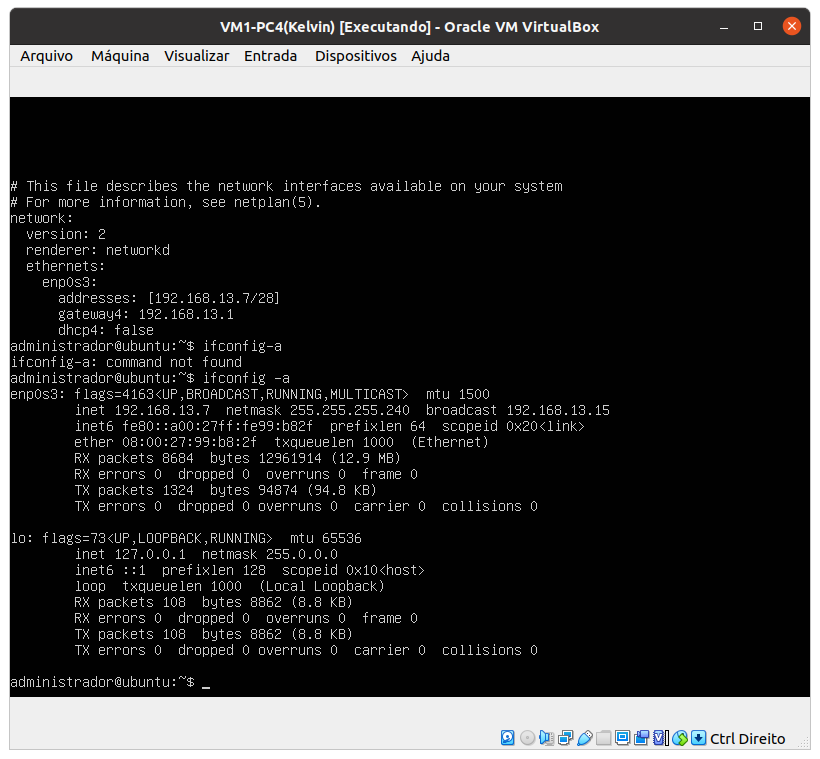 VM1-PC4(Kelvin) [Executando] - Oracle VM VirtualBox
Arquivo Máquina Visualizar Entrada Dispositivos Ajuda
# This file describes the network interfaces available on your system
# For more information, see netplan(5).
network:
  version: 2
  renderer: networkd
  ethernets:
    enp0s3:
      addresses: [192.168.13.7/28]
      gateway4: 192.168.13.1
      dhcp4: false
administrador@ubuntu:~$ ifconfig-a
ifconfig-a: command not found
administrador@ubuntu:~$ ifconfig -a
enp0s3: flags=4163<UP,BROADCAST,RUNNING,MULTICAST>  mtu 1500
        inet 192.168.13.7  netmask 255.255.255.240  broadcast 192.168.13.15
        inet6 fe80::a00:27ff:fe99:b82f  prefixlen 64  scopeid 0x20<link>
        ether 08:00:27:99:b8:2f  txqueuelen 1000  (Ethernet)
        RX packets 8684  bytes 12961914 (12.9 MB)
        RX errors 0  dropped 0  overruns 0  frame 0
        TX packets 1324  bytes 94874 (94.8 KB)
        TX errors 0  dropped 0 overruns 0  carrier 0  collisions 0
lo: flags=73<UP,LOOPBACK,RUNNING>  mtu 65536
        inet 127.0.0.1  netmask 255.0.0.0
        inet6 ::1  prefixlen 128  scopeid 0x10<host>
        loop  txqueuelen 1000  (Local Loopback)
        RX packets 108  bytes 8862 (8.8 KB)
        RX errors 0  dropped 0  overruns 0  frame 0
        TX packets 108  bytes 8862 (8.8 KB)
        TX errors 0  dropped 0 overruns 0  carrier 0  collisions 0
administrador@ubuntu:~$ _
Ctrl Direito